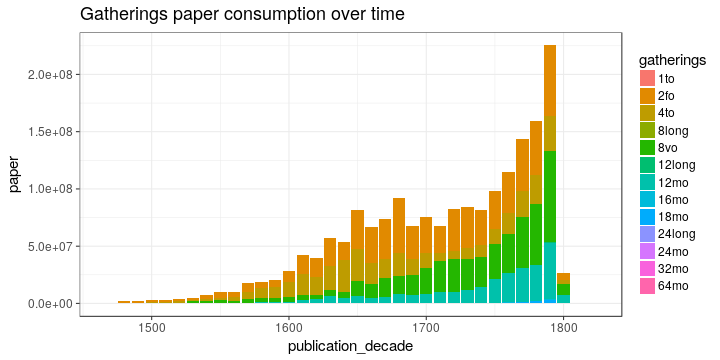 Gatherings paper consumption over time
paper
2.0e+08
1.5e+08
1.0e+08
5.0e+07
0.0e+00
1500
1600
1700
1800
publication_decade
gatherings
1to
2fo
4to
8long
8vo
12long
12mo
16mo
18mo
24long
24mo
32mo
64mo